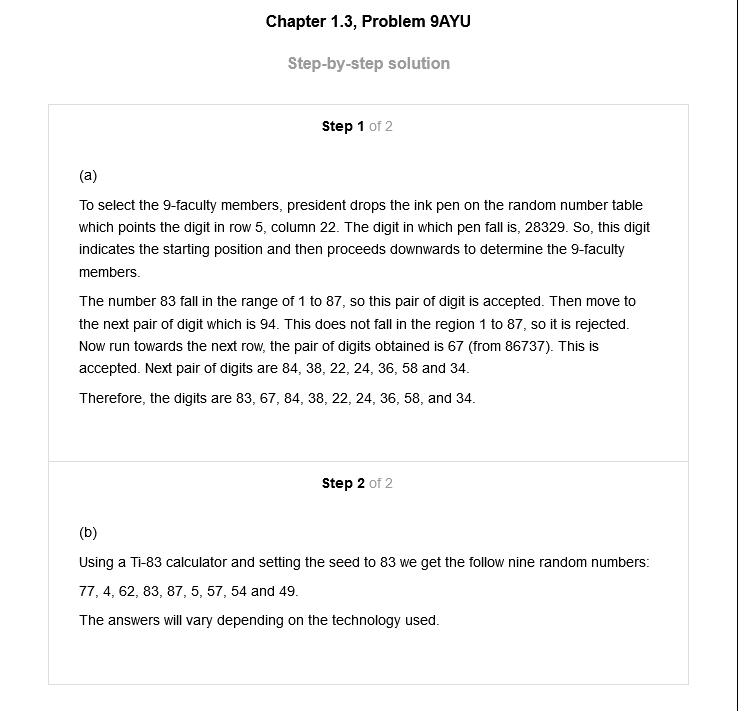 Chapter 1.3, Problem 9AYU
Step-by-step solution
Step 1 of 2
(a)
To select the 9-faculty members, president drops the ink pen on the random number table
which points the digit in row 5, column 22. The digit in which pen fall is, 28329. So, this digit
indicates the starting position and then proceeds downwards to determine the 9-faculty
members.
The number 83 fall in the range of 1 to 87, so this pair of digit is accepted. Then move to
the next pair of digit which is 94. This does not fall in the region 1 to 87, so it is rejected.
Now run towards the next row, the pair of digits obtained is 67 (from 86737). This is
accepted. Next pair of digits are 84, 38, 22, 24, 36, 58 and 34.
Therefore, the digits are 83, 67, 84, 38, 22, 24, 36, 58, and 34.
Step 2 of 2
(b)
Using a Ti-83 calculator and setting the seed to 83 we get the follow nine random numbers:
77, 4, 62, 83, 87, 5, 57, 54 and 49.
The answers will vary depending on the technology used.